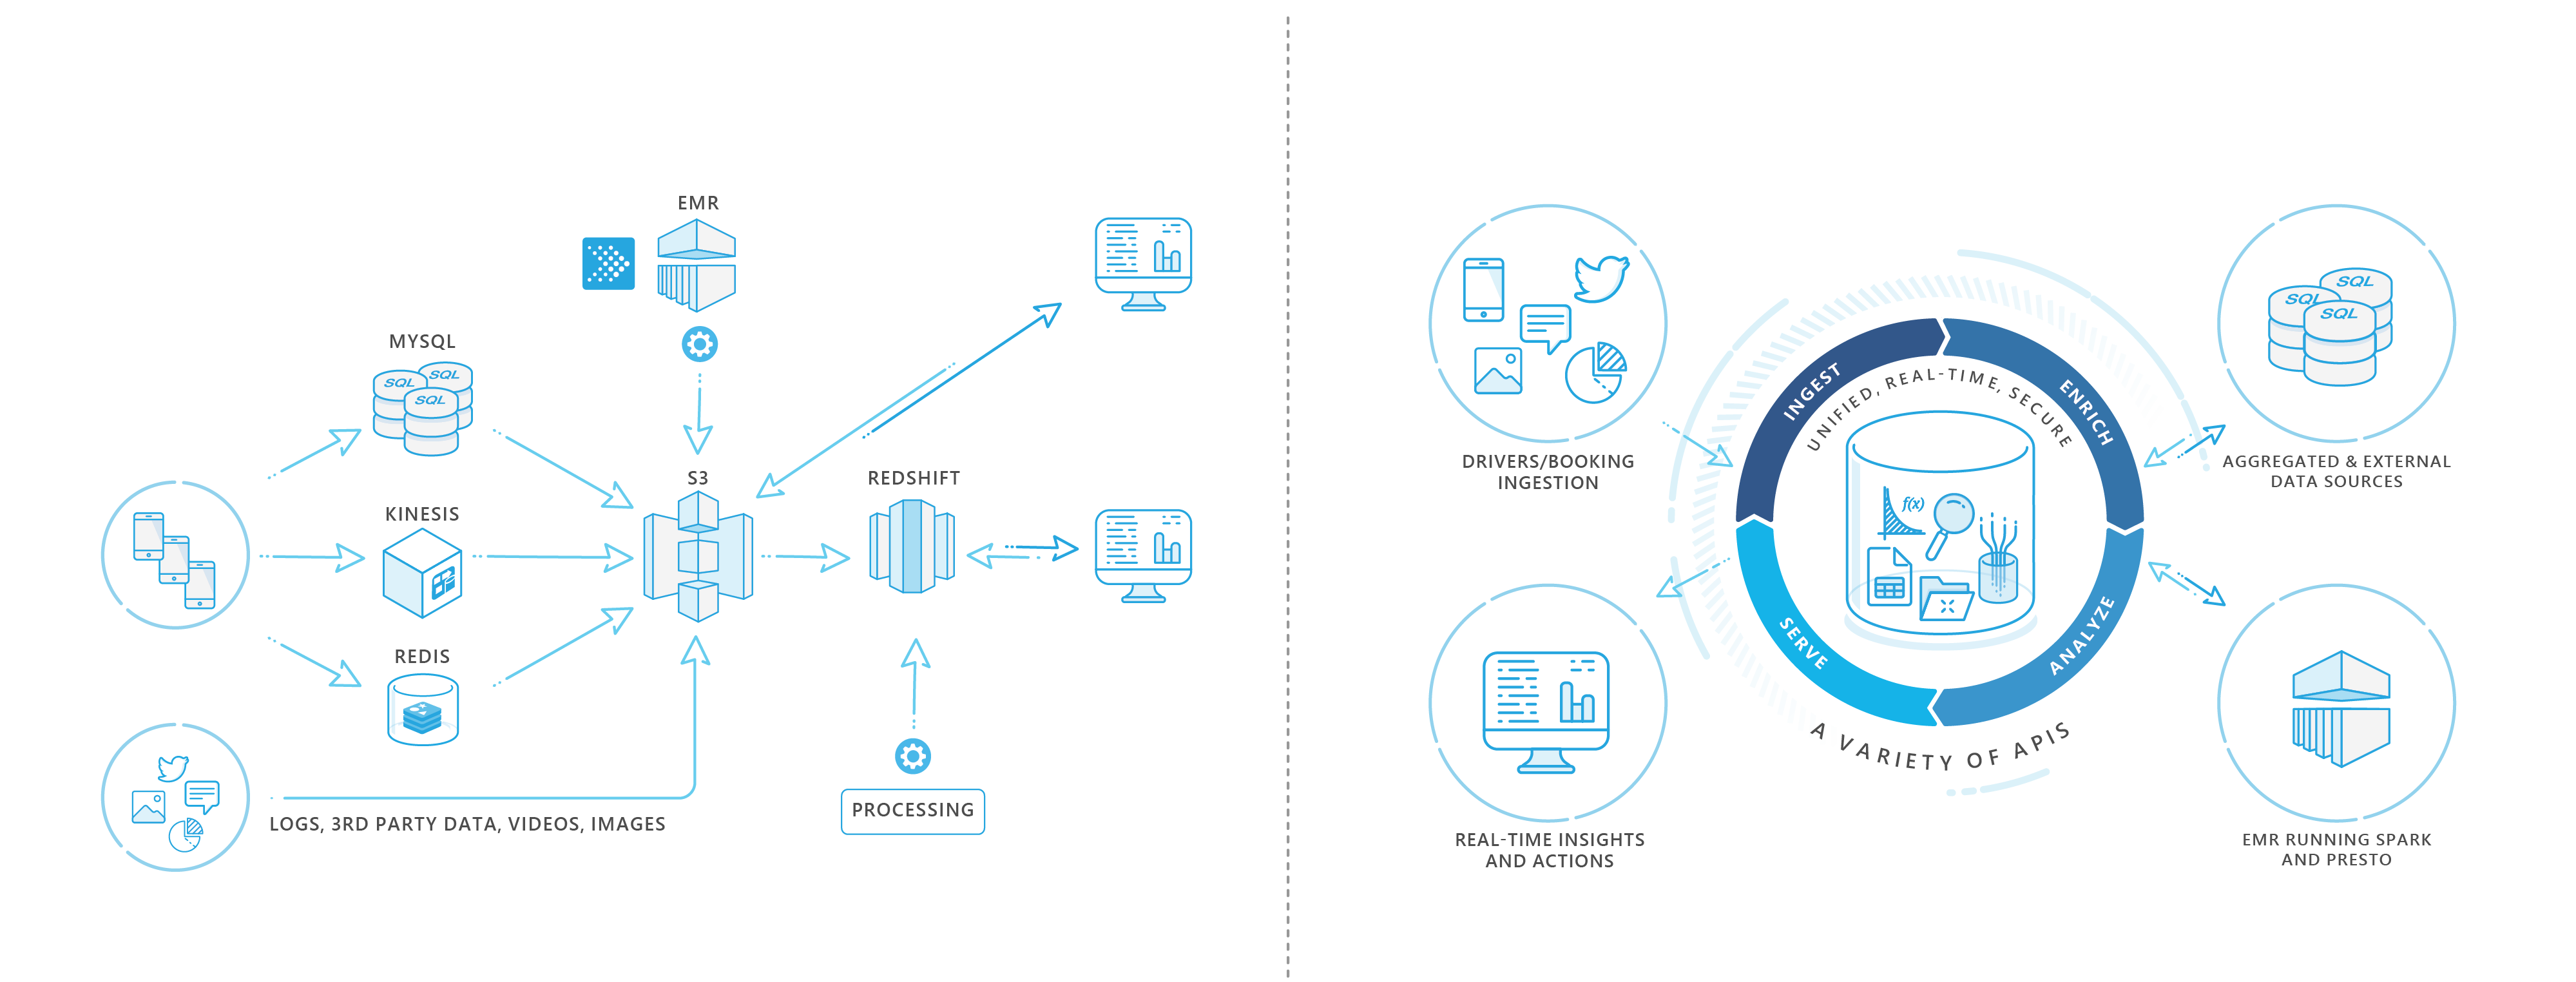 EMR
MYSQL
SQL
SQL
SQL
KINESIS
S3
REDSHIFT
REDIS
PROCESSING
LOGS, 3RD PARTY DATA, VIDEOS, IMAGES
DRIVERS/BOOKING
INGESTION
REAL-TIME INSIGHTS
AND ACTIONS
INGEST
ENRICH
UNIFIED, REAL-TIME, SECURE
f(x)
SERVE
ANALYZE
A VARIETY OF APIS
SQL
SQL
SQL
AGGREGATED & EXTERNAL
DATA SOURCES
EMR RUNNING SPARK
AND PRESTO